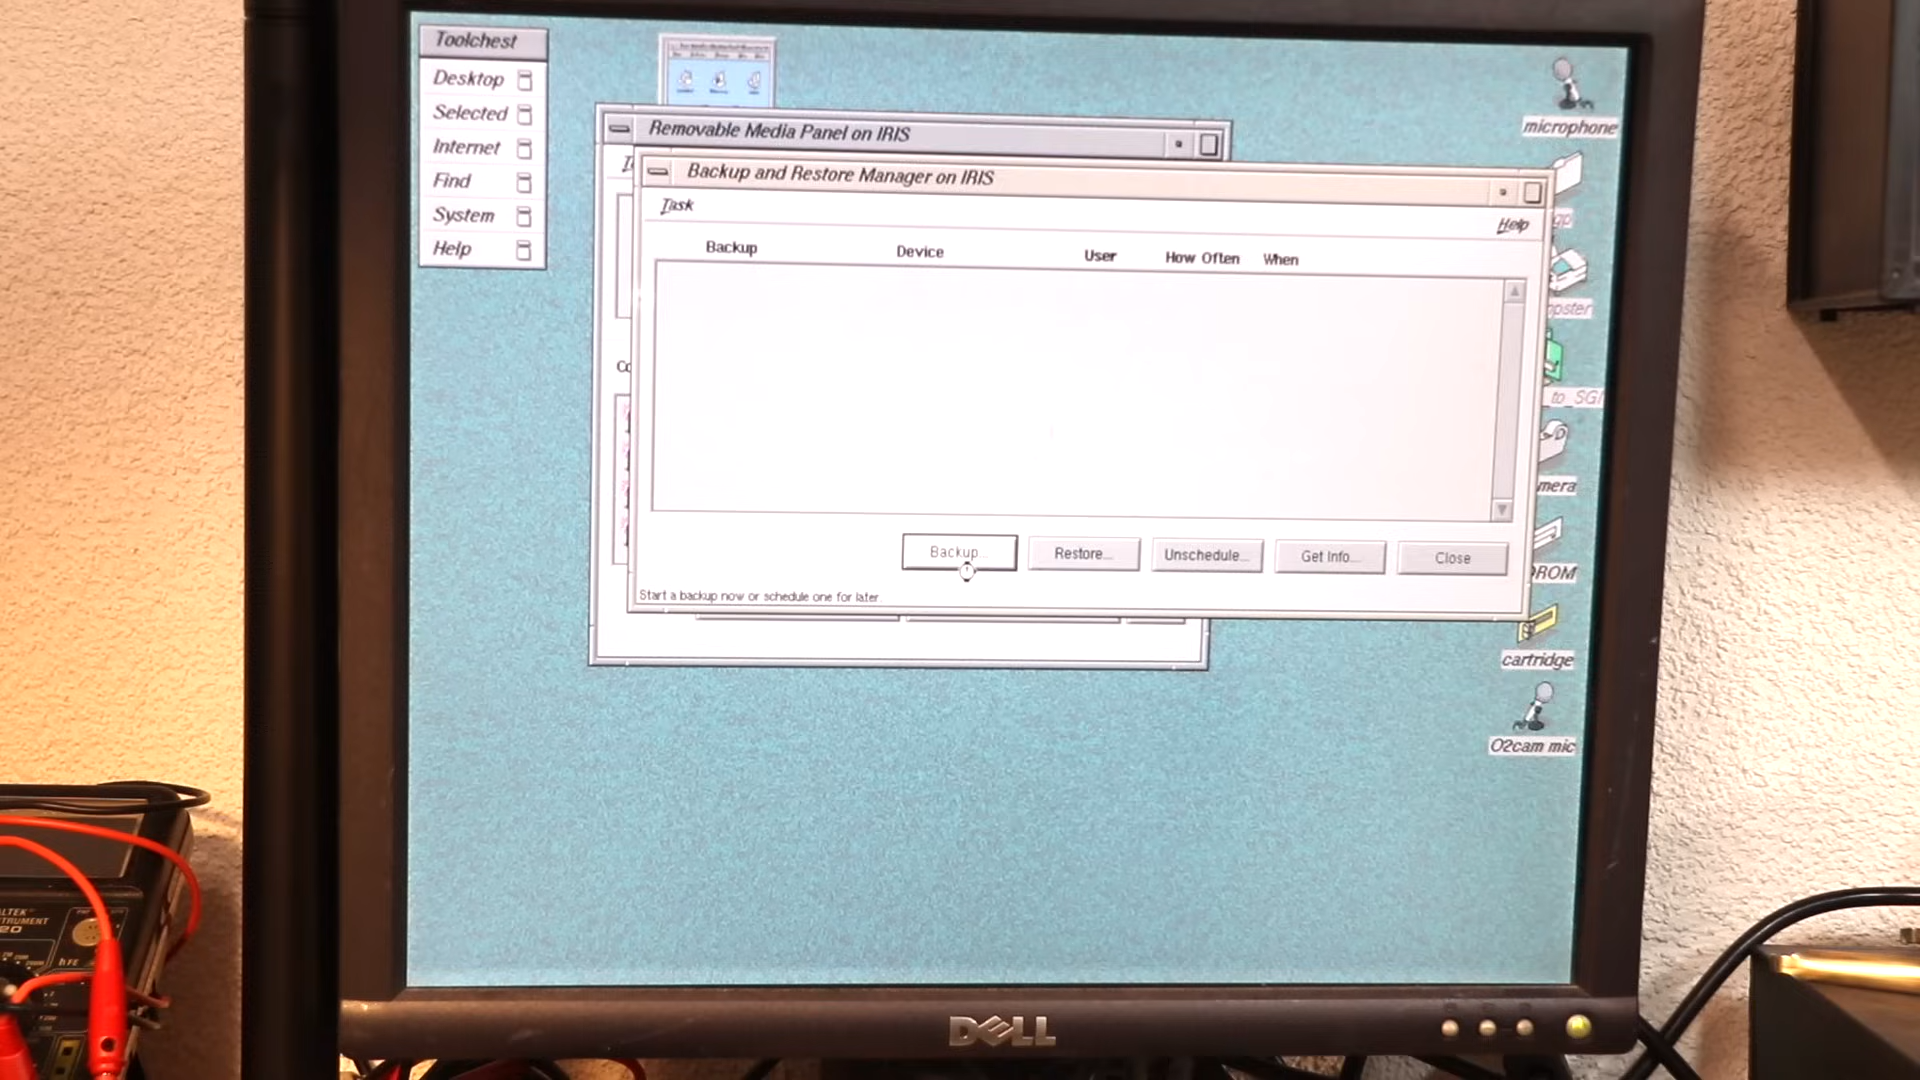 Toolchest
Desktop
Selected
Internet
Find
System
Help
Removable Media Panel on IRIS
Backup and Restore Manager on IRIS
Task
Help
Backup Device User How Often When
Backup...
Restore...
Unschedule...
Get Info...
Close
Start a backup now or schedule one for later.
microphone
_to_SGI
cartridge
O2cam mic
DELL
hFE